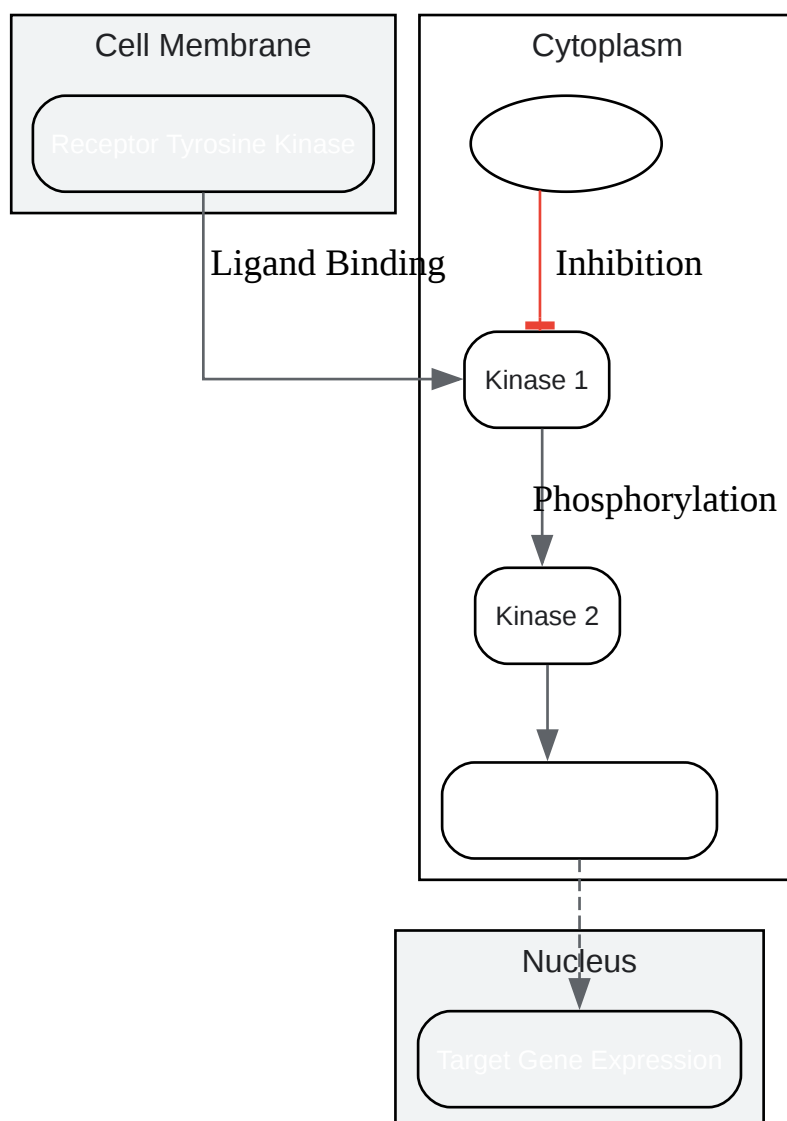 Cell Membrane
Cytoplasm
Receptor Tyrosine Kinase
Ligand Binding
Inhibition
Kinase 1
Phosphorylation
Kinase 2
Nucleus
Target Gene Expression